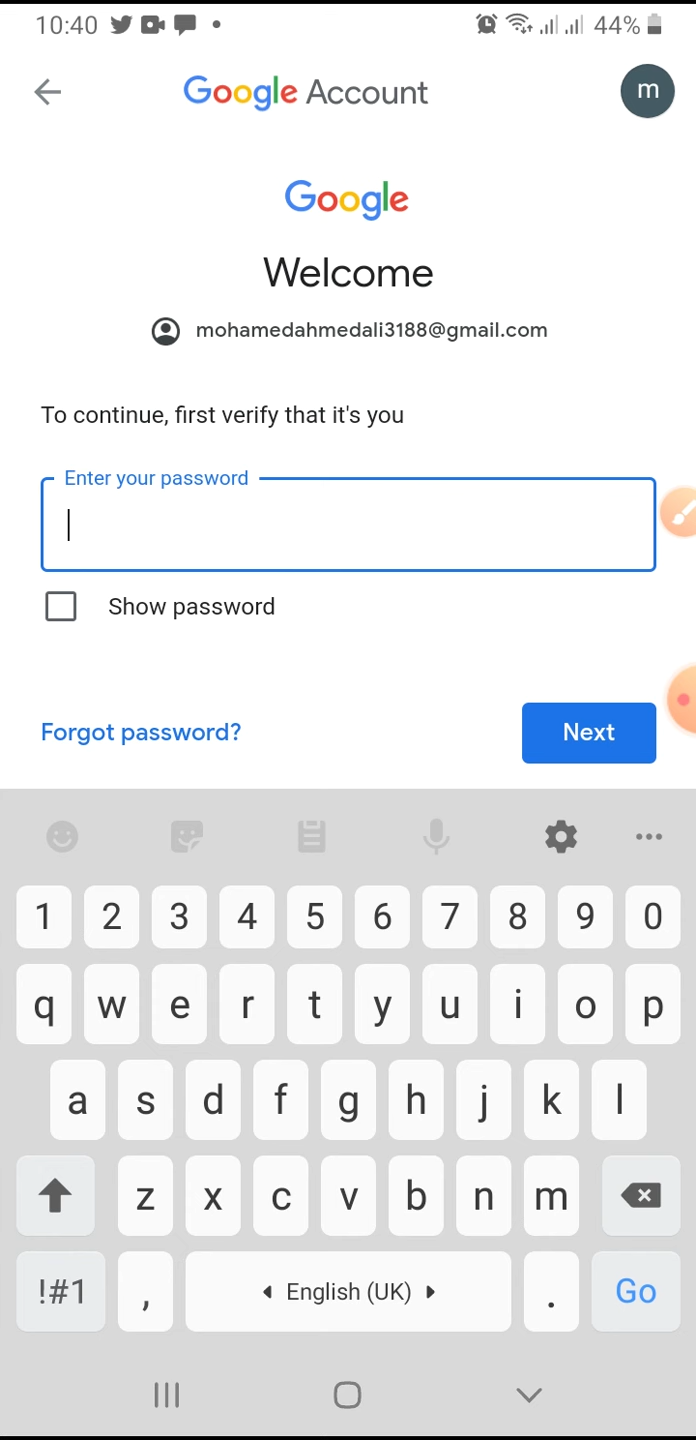 10:40 44%
Google Account m
Google
Welcome
mohamedahmedali3188@gmail.com
To continue, first verify that it's you
Enter your password
Show password
Forgot password? Next
1 2 3 4 5 6 7 8 9 0
q w e r t y u i o p
a s d f g h j k l
z x c v b n m
!#1 , English (UK) . Go